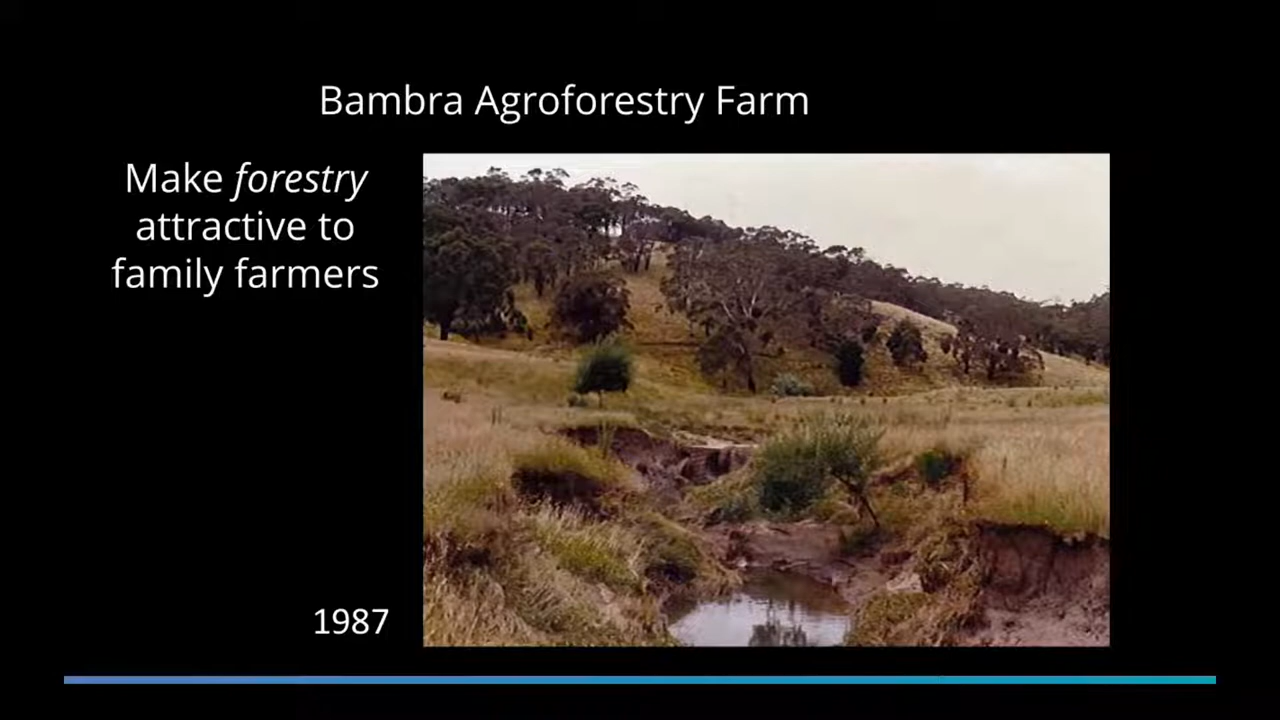 Bambra Agroforestry Farm
Make forestry
attractive to
family farmers
1987